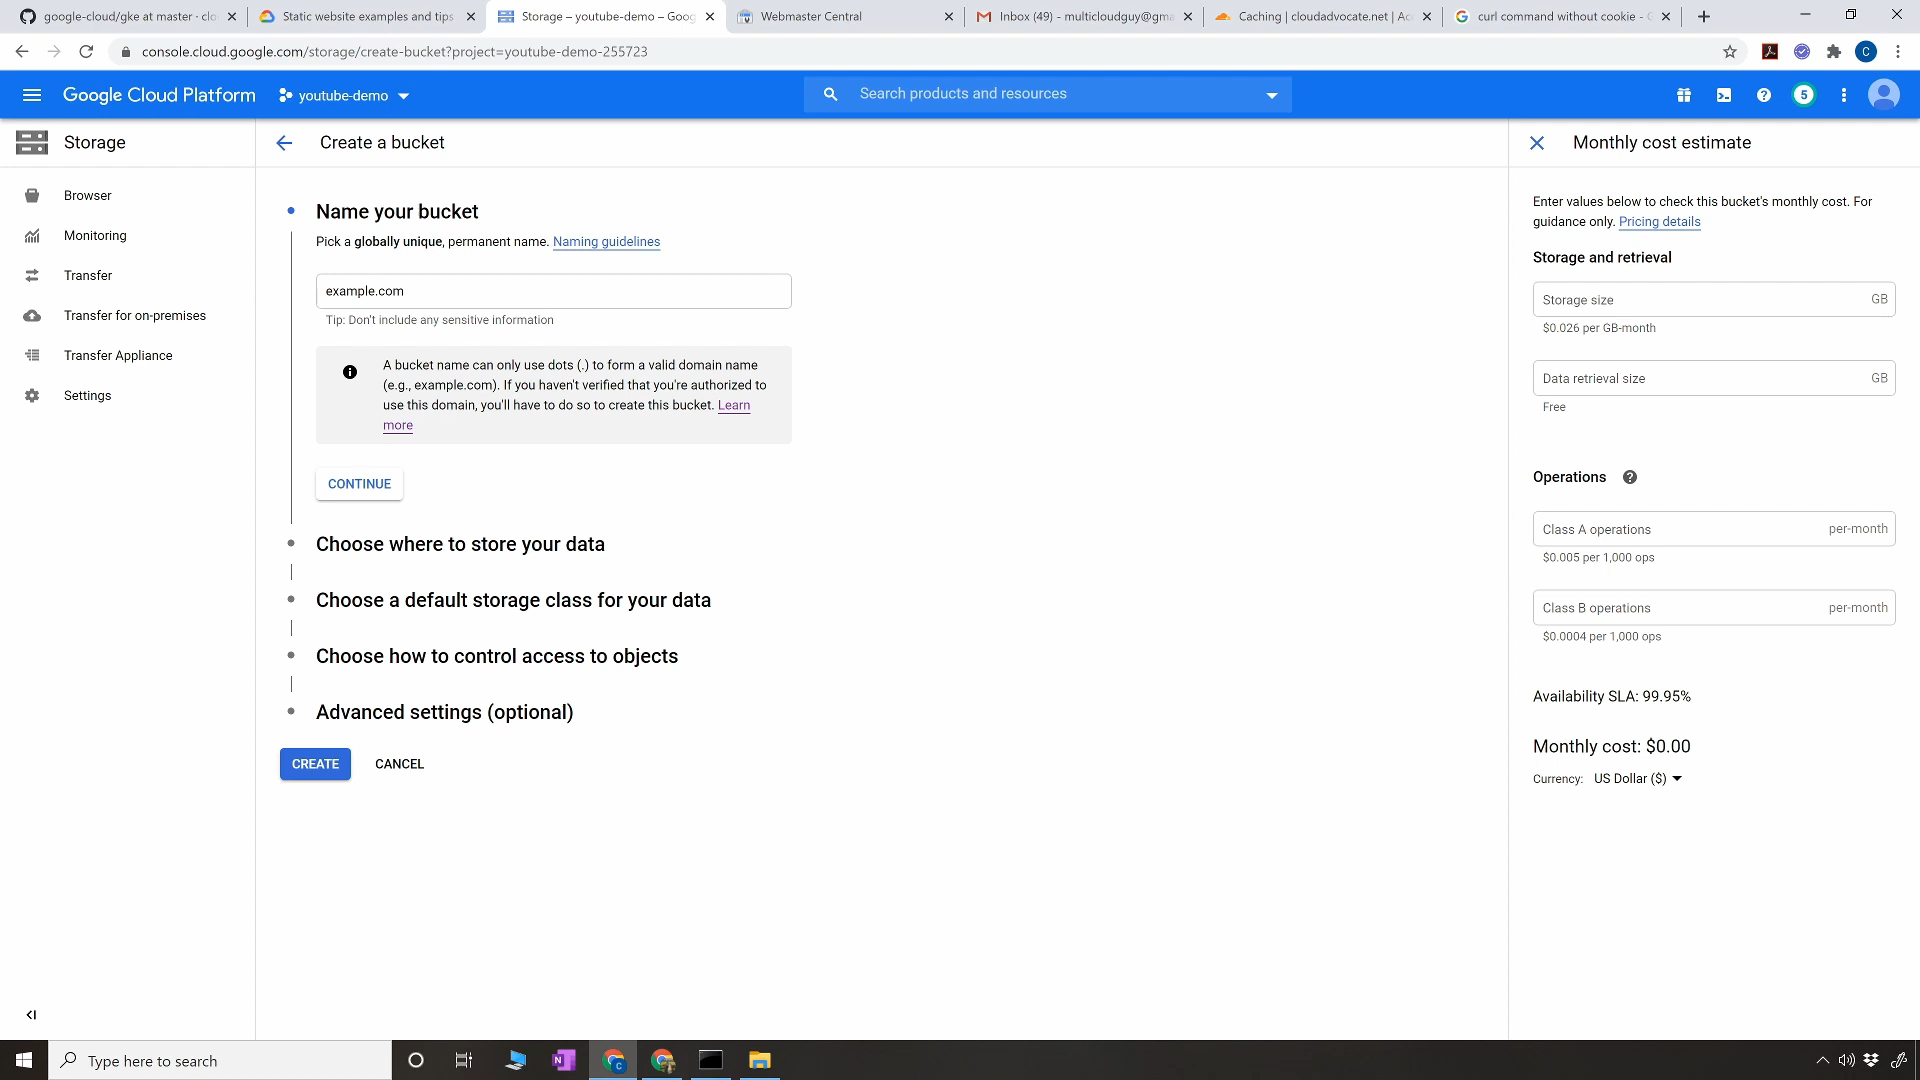 google-cloud/gke at master · clo
Static website examples and tips
Storage – youtube-demo – Goog
Webmaster Central
Inbox (49) - multicloudguy@gma
Caching | cloudadvocate.net | Ac
curl command without cookie - G
console.cloud.google.com/storage/create-bucket?project=youtube-demo-255723
C
Google Cloud Platform
youtube-demo
Search products and resources
5
Storage
Create a bucket
Monthly cost estimate
Browser
Monitoring
Transfer
Transfer for on-premises
Transfer Appliance
Settings
Name your bucket
Pick a globally unique, permanent name. Naming guidelines
example.com
Tip: Don't include any sensitive information
A bucket name can only use dots (.) to form a valid domain name
(e.g., example.com). If you haven't verified that you're authorized to
use this domain, you'll have to do so to create this bucket. Learn
more
CONTINUE
Choose where to store your data
Choose a default storage class for your data
Choose how to control access to objects
Advanced settings (optional)
CREATE
CANCEL
Enter values below to check this bucket's monthly cost. For
guidance only. Pricing details
Storage and retrieval
Storage size GB
$0.026 per GB-month
Data retrieval size GB
Free
Operations
Class A operations per-month
$0.005 per 1,000 ops
Class B operations per-month
$0.0004 per 1,000 ops
Availability SLA: 99.95%
Monthly cost: $0.00
Currency: US Dollar ($)
Type here to search